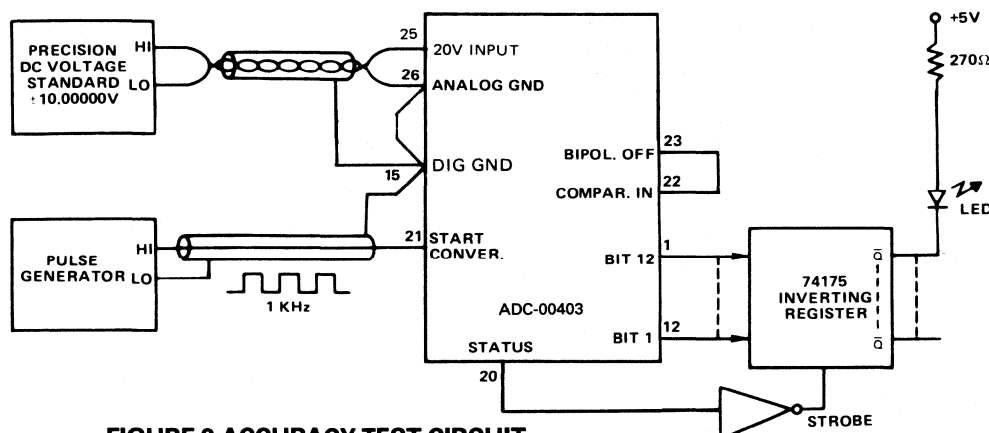 PRECISION
DC VOLTAGE
STANDARD
±10.00000V
HI
LO
25
20V INPUT
26
ANALOG GND
15
DIG GND
PULSE
GENERATOR
HI
LO
1 KHz
21
START
CONVER.
BIPOL. OFF
23
COMPAR. IN
22
BIT 12
1
ADC-00403
BIT 1
12
STATUS
20
74175
INVERTING
REGISTER
Q̅
Q̅
+5V
270Ω
LED
STROBE